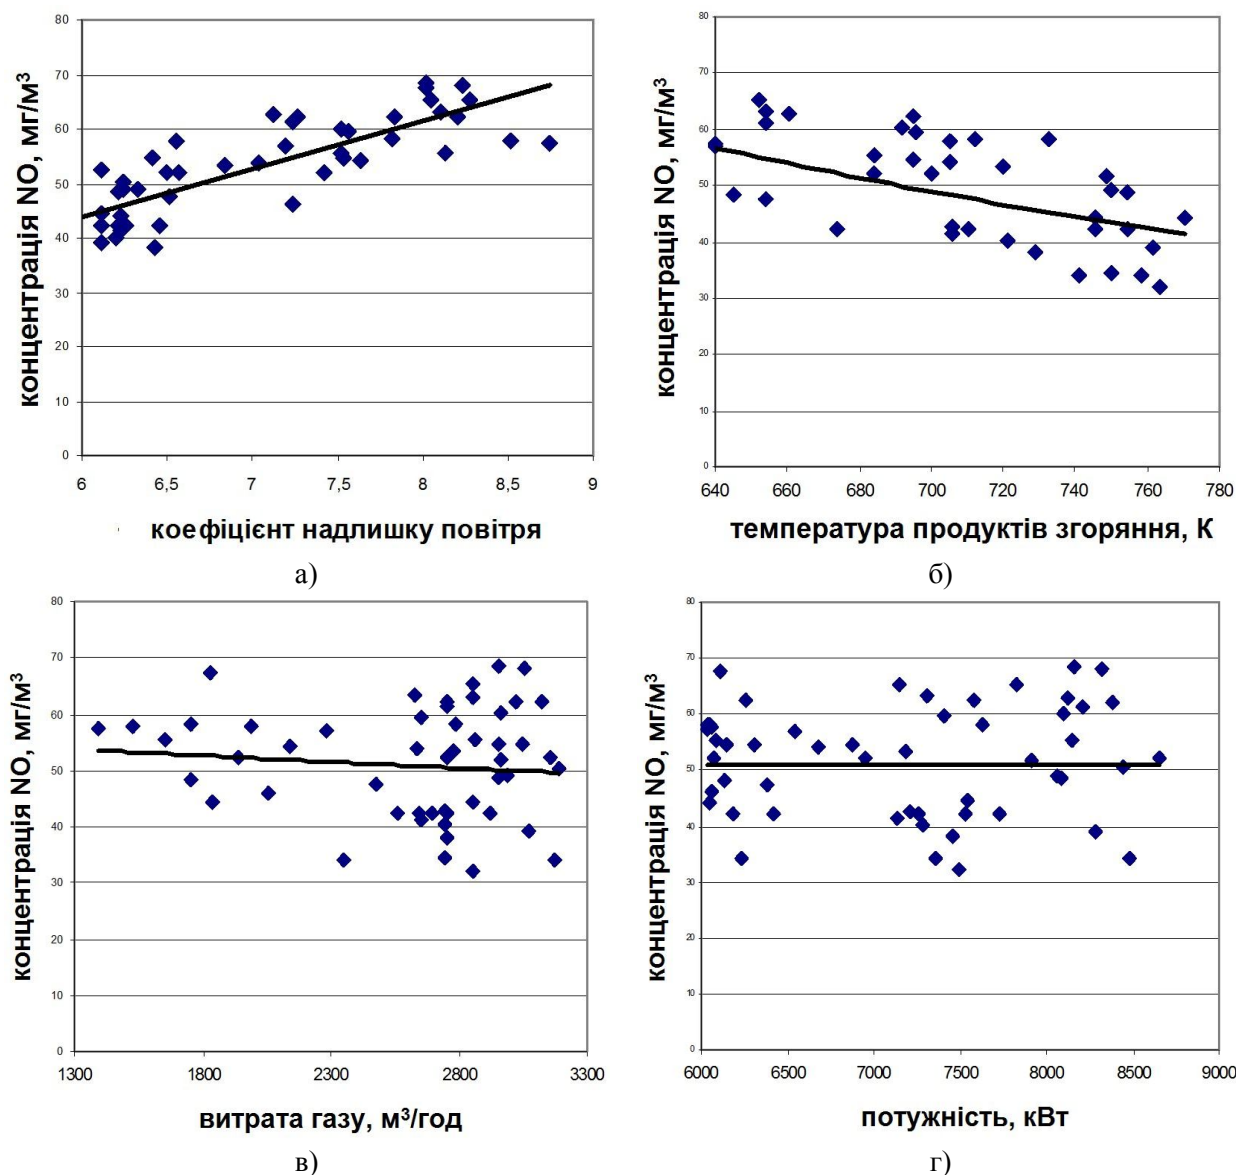 80
70
60
50
40
30
20
10
0
концентрація NO, мг/м³
6 6,5 7 7,5 8 8,5 9
коефіцієнт надлишку повітря
а)
80
70
60
50
40
30
20
10
0
концентрація NO, мг/м³
640 660 680 700 720 740 760 780
температура продуктів згоряння, К
б)
80
70
60
50
40
30
20
10
0
концентрація NO, мг/м³
1300 1800 2300 2800 3300
витрата газу, м³/год
в)
80
70
60
50
40
30
20
10
0
концентрація NO, мг/м³
6000 6500 7000 7500 8000 8500 9000
потужність, кВт
г)